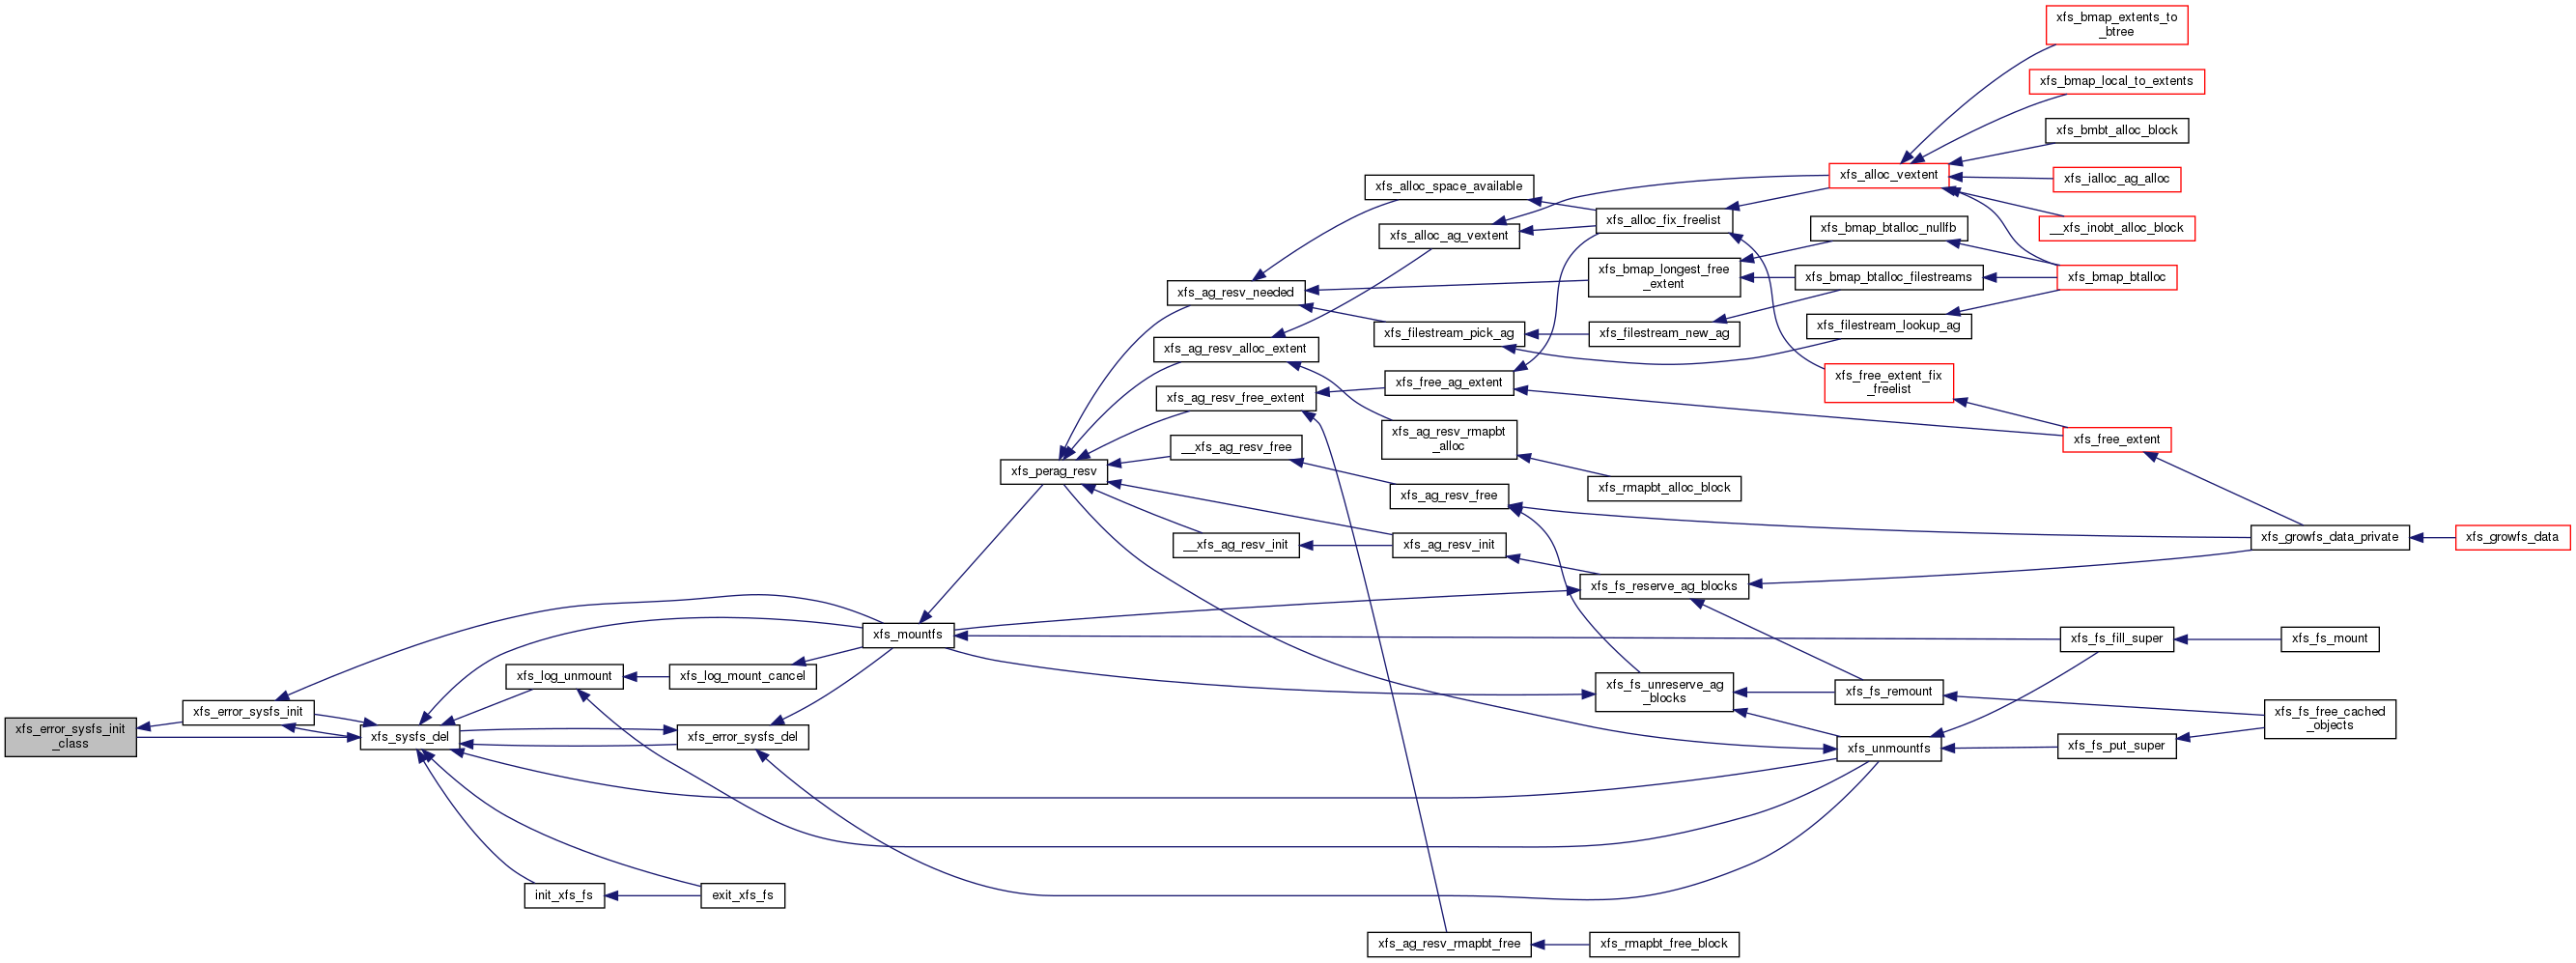 xfs_bmap_extents_to
_btree
xfs_bmap_local_to_extents
xfs_bmbt_alloc_block
xfs_alloc_vextent
xfs_ialloc_ag_alloc
xfs_alloc_space_available
xfs_alloc_fix_freelist
__xfs_inobt_alloc_block
xfs_alloc_ag_vextent
xfs_bmap_btalloc_nullfb
xfs_bmap_longest_free
_extent
xfs_bmap_btalloc_filestreams
xfs_bmap_btalloc
xfs_ag_resv_needed
xfs_filestream_pick_ag
xfs_filestream_new_ag
xfs_filestream_lookup_ag
xfs_ag_resv_alloc_extent
xfs_free_ag_extent
xfs_free_extent_fix
_freelist
xfs_ag_resv_free_extent
xfs_ag_resv_rmapbt
_alloc
xfs_free_extent
__xfs_ag_resv_free
xfs_perag_resv
xfs_rmapbt_alloc_block
xfs_ag_resv_free
__xfs_ag_resv_init
xfs_ag_resv_init
xfs_growfs_data_private
xfs_growfs_data
xfs_fs_reserve_ag_blocks
xfs_mountfs
xfs_fs_fill_super
xfs_fs_mount
xfs_log_unmount
xfs_log_mount_cancel
xfs_fs_unreserve_ag
_blocks
xfs_fs_remount
xfs_error_sysfs_init
xfs_fs_free_cached
_objects
xfs_error_sysfs_init
_class
xfs_sysfs_del
xfs_error_sysfs_del
xfs_unmountfs
xfs_fs_put_super
init_xfs_fs
exit_xfs_fs
xfs_ag_resv_rmapbt_free
xfs_rmapbt_free_block